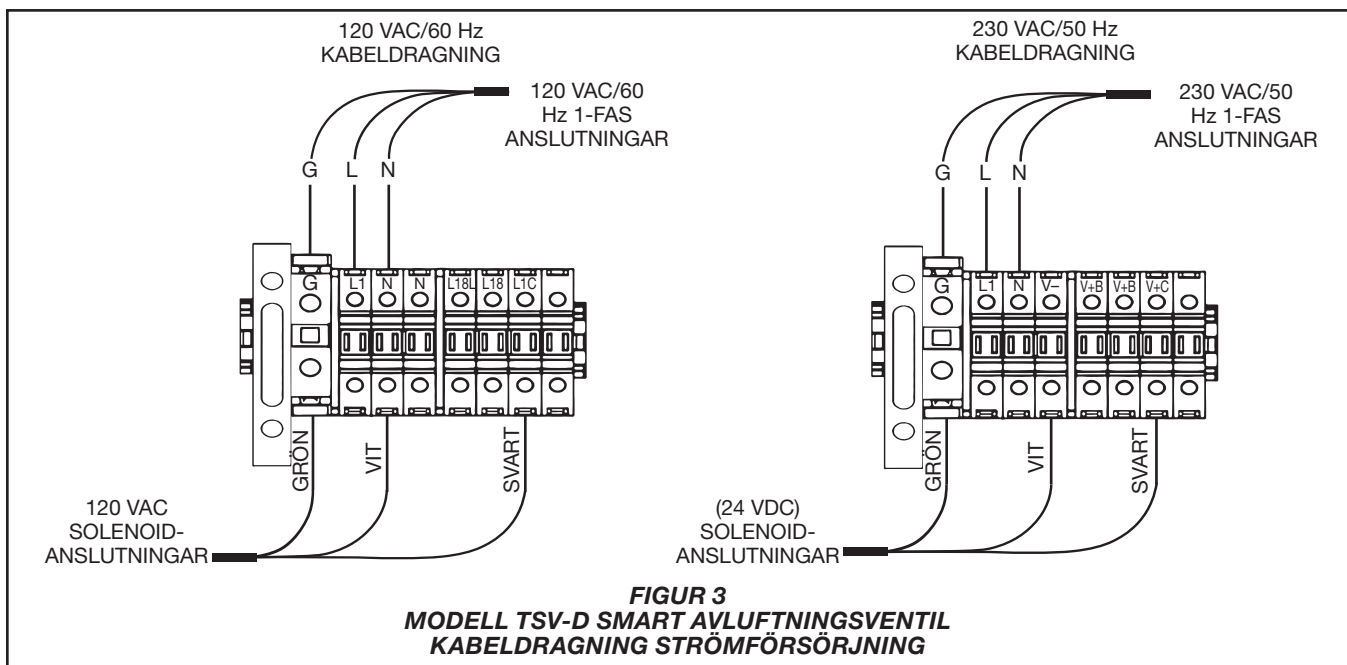 120 VAC/60 Hz
KABELDRAGNING
120 VAC/60
Hz 1-FAS
ANSLUTNINGAR
G L N
G L1 N N L18L L18 L1C
GRÖN
VIT
SVART
120 VAC
SOLENOID-
ANSLUTNINGAR
230 VAC/50 Hz
KABELDRAGNING
230 VAC/50
Hz 1-FAS
ANSLUTNINGAR
G L N
G L1 N V– V+B V+B V+C
GRÖN
VIT
SVART
(24 VDC)
SOLENOID-
ANSLUTNINGAR
FIGUR 3
MODELL TSV-D SMART AVLUFTNINGSVENTIL
KABELDRAGNING STRÖMFÖRSÖRJNING